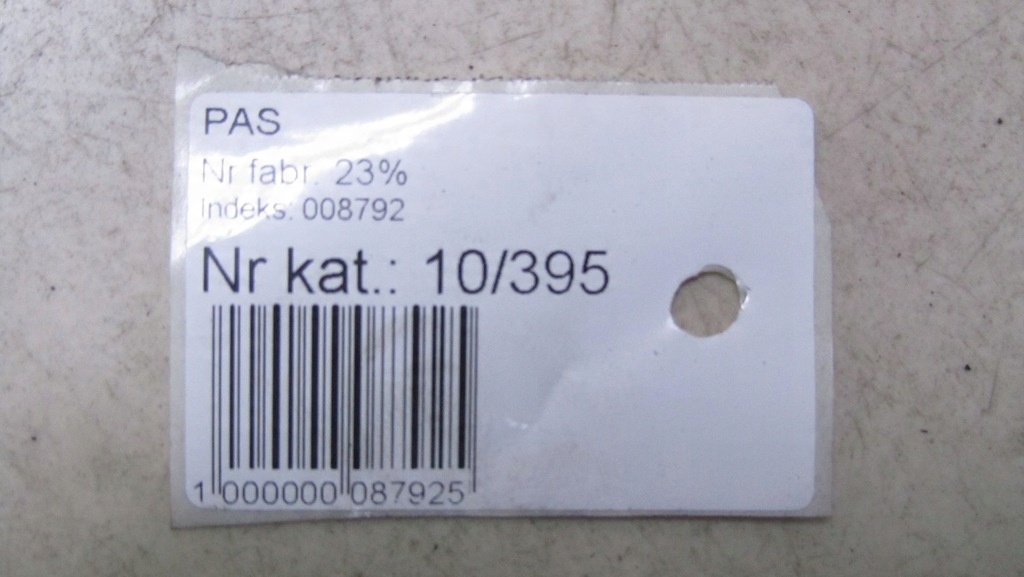 PAS
Nr fabr. 23%
Indeks: 008792
Nr kat.: 10/395
1 000000 087925